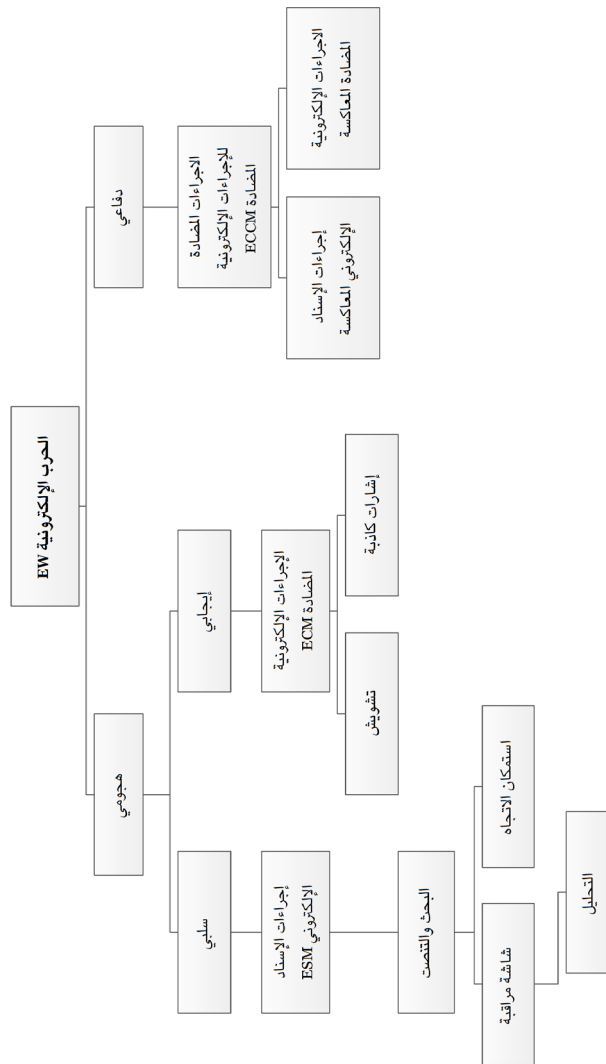 الحرب الإلكترونية EW
دفاعي
هجومي
الاجراءات المضادة
للإجراءات الإلكترونية
المضادة ECCM
إيجابي
سلبي
الاجراءات الإلكترونية
المضادة المعاكسة
إجراءات الإسناد
الإلكتروني المعاكسة
الإجراءات الإلكترونية
المضادة ECM
إجراءات الإسناد
الإلكتروني ESM
إشارات كاذبة
تشويش
البحث والتنصت
استمكان الاتجاه
شاشة مراقبة
التحليل